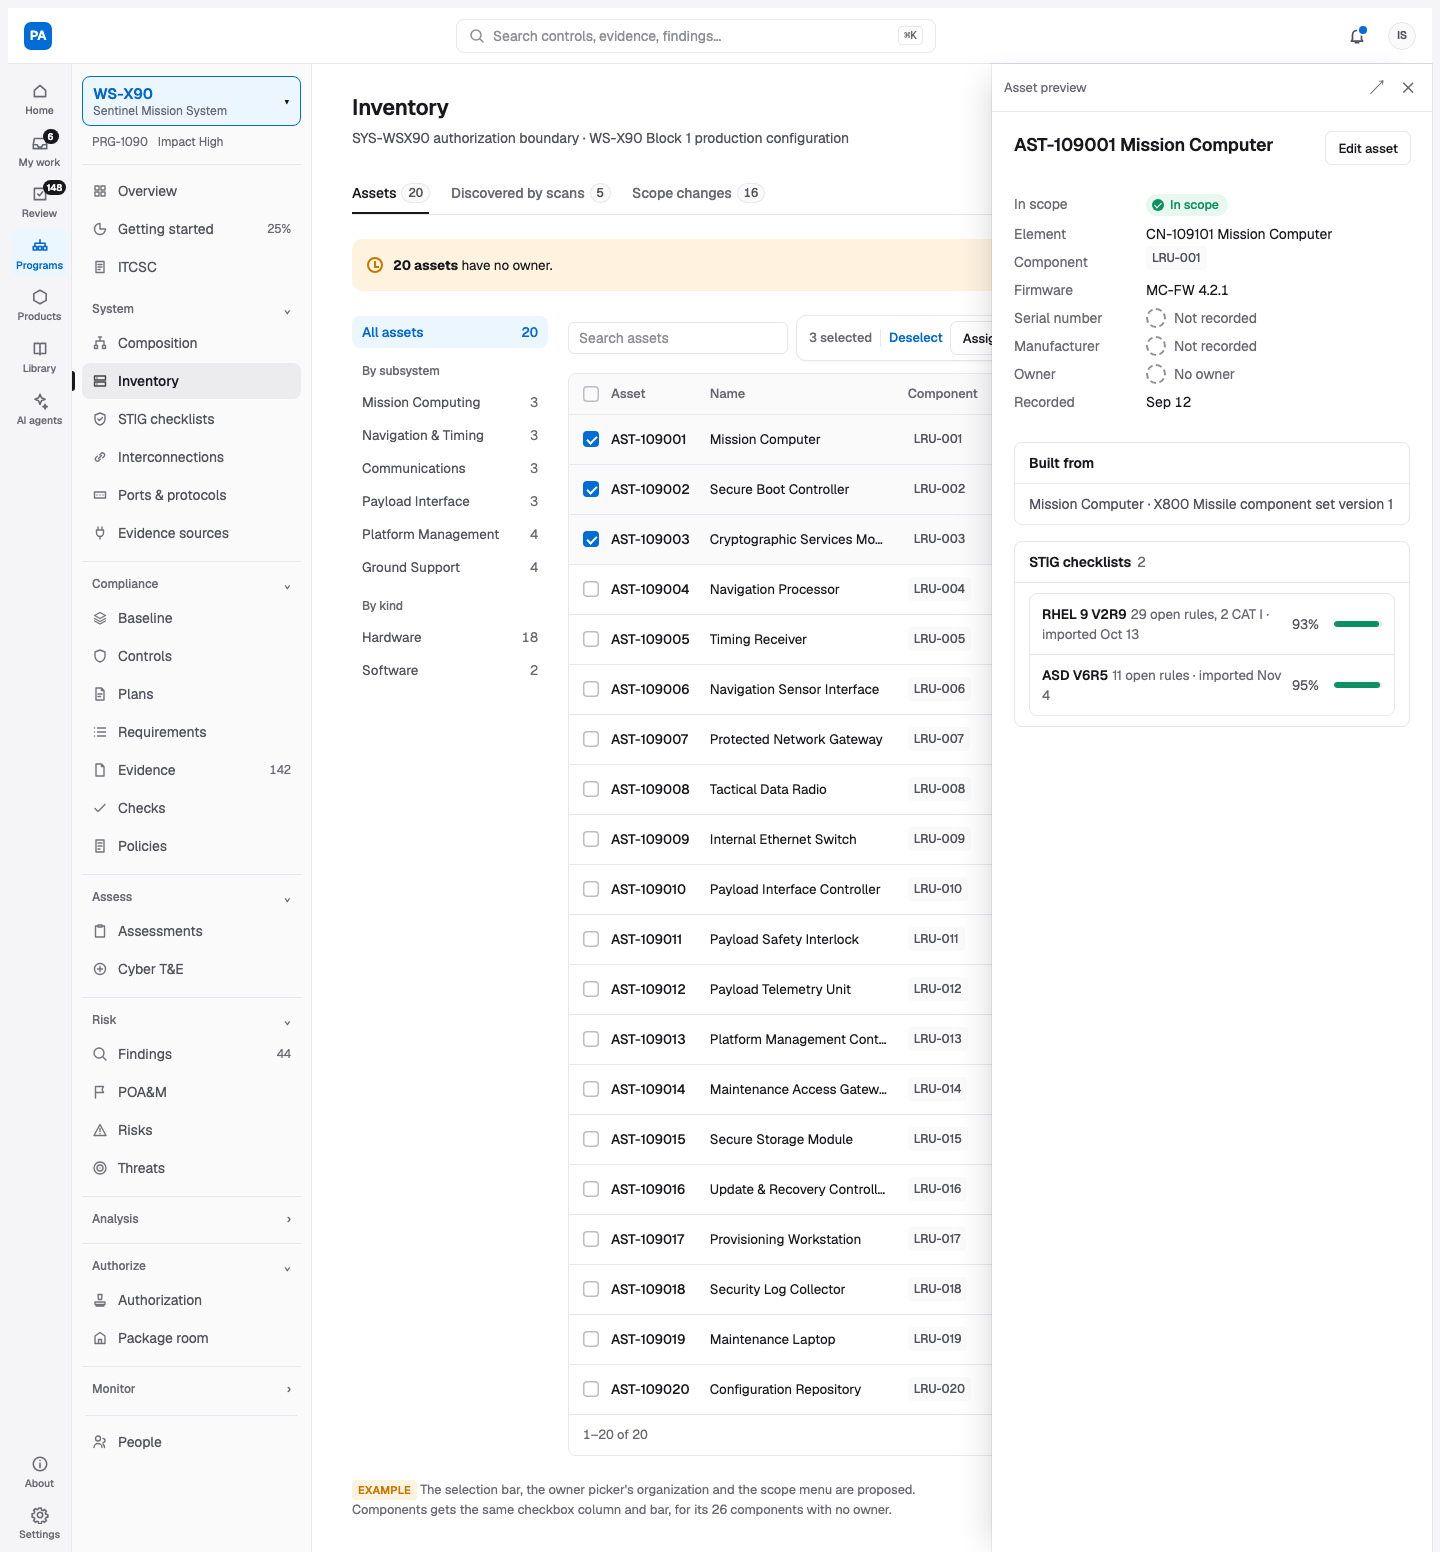 PA
Search controls, evidence, findings...
⌘K
IS
Home
6
My work
148
Review
Programs
Products
Library
AI agents
About
Settings
WS-X90
Sentinel Mission System
PRG-1090 Impact High
Overview
Getting started 25%
ITCSC
System
Composition
Inventory
STIG checklists
Interconnections
Ports & protocols
Evidence sources
Compliance
Baseline
Controls
Plans
Requirements
Evidence 142
Checks
Policies
Assess
Assessments
Cyber T&E
Risk
Findings 44
POA&M
Risks
Threats
Analysis
Authorize
Authorization
Package room
Monitor
People
Inventory
SYS-WSX90 authorization boundary · WS-X90 Block 1 production configuration
Assets 20 Discovered by scans 5 Scope changes 16
20 assets have no owner.
All assets 20
By subsystem
Mission Computing 3
Navigation & Timing 3
Communications 3
Payload Interface 3
Platform Management 4
Ground Support 4
By kind
Hardware 18
Software 2
Search assets
3 selected Deselect
Asset Name Component
AST-109001 Mission Computer LRU-001
AST-109002 Secure Boot Controller LRU-002
AST-109003 Cryptographic Services Mo... LRU-003
AST-109004 Navigation Processor LRU-004
AST-109005 Timing Receiver LRU-005
AST-109006 Navigation Sensor Interface LRU-006
AST-109007 Protected Network Gateway LRU-007
AST-109008 Tactical Data Radio LRU-008
AST-109009 Internal Ethernet Switch LRU-009
AST-109010 Payload Interface Controller LRU-010
AST-109011 Payload Safety Interlock LRU-011
AST-109012 Payload Telemetry Unit LRU-012
AST-109013 Platform Management Cont... LRU-013
AST-109014 Maintenance Access Gatew... LRU-014
AST-109015 Secure Storage Module LRU-015
AST-109016 Update & Recovery Controll... LRU-016
AST-109017 Provisioning Workstation LRU-017
AST-109018 Security Log Collector LRU-018
AST-109019 Maintenance Laptop LRU-019
AST-109020 Configuration Repository LRU-020
1–20 of 20
EXAMPLE The selection bar, the owner picker's organization and the scope menu are proposed.
Components gets the same checkbox column and bar, for its 26 components with no owner.
Asset preview
AST-109001 Mission Computer
Edit asset
In scope In scope
Element CN-109101 Mission Computer
Component LRU-001
Firmware MC-FW 4.2.1
Serial number Not recorded
Manufacturer Not recorded
Owner No owner
Recorded Sep 12
Built from
Mission Computer · X800 Missile component set version 1
STIG checklists 2
RHEL 9 V2R9 29 open rules, 2 CAT I ·
imported Oct 13
93%
ASD V6R5 11 open rules · imported Nov
4
95%